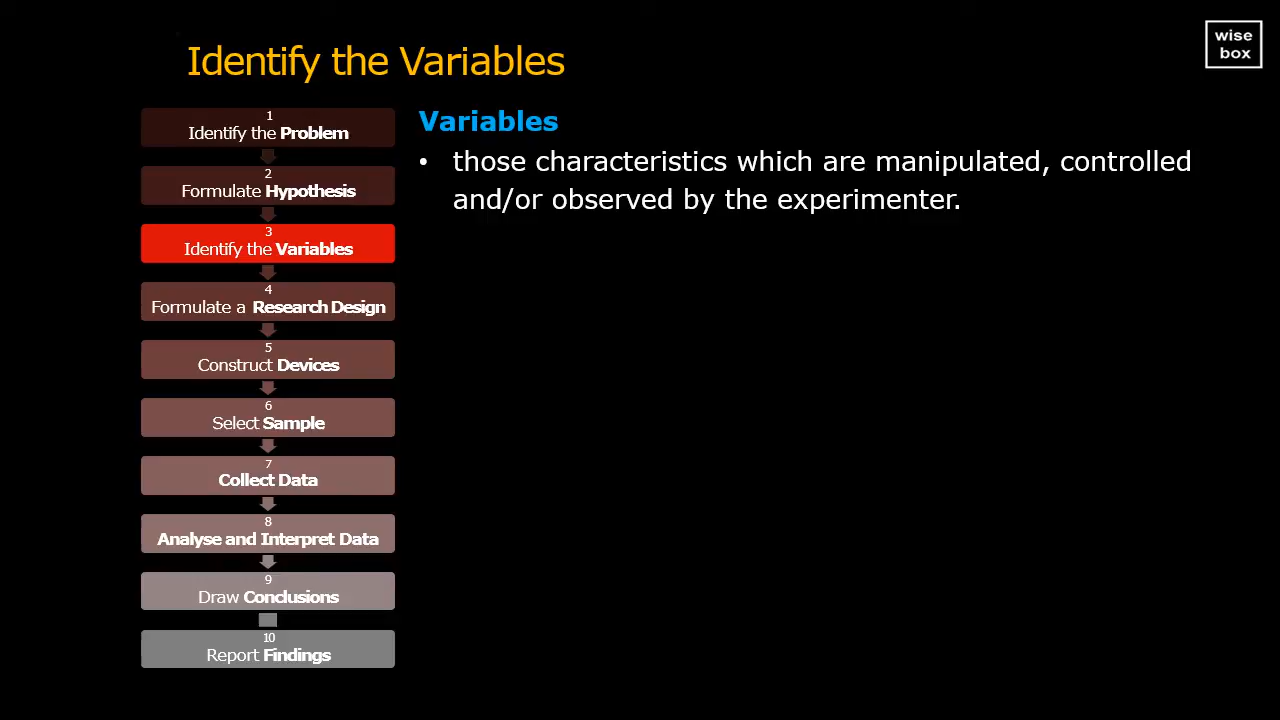 Identify the Variables
wise
box
1
Identify the Problem
2
Formulate Hypothesis
3
Identify the Variables
4
Formulate a Research Design
5
Construct Devices
6
Select Sample
7
Collect Data
8
Analyse and Interpret Data
9
Draw Conclusions
10
Report Findings
Variables
• those characteristics which are manipulated, controlled
and/or observed by the experimenter.